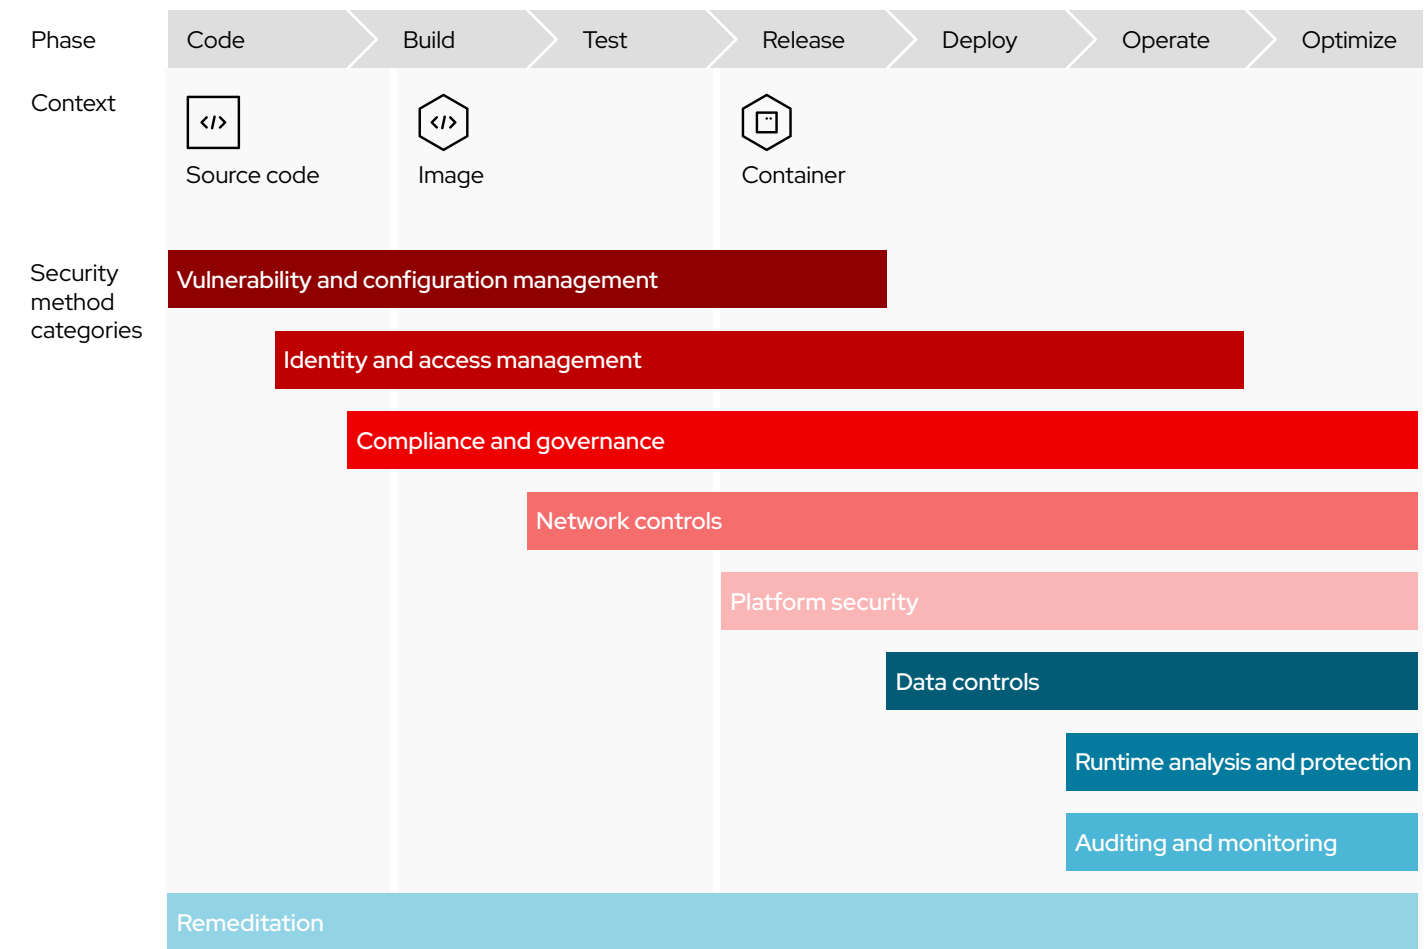 Phase
Code
Build
Test
Release
Deploy
Operate
Optimize
Context
</>
Source code
</>
Image
Container
Security
method
categories
Vulnerability and configuration management
Identity and access management
Compliance and governance
Network controls
Platform security
Data controls
Runtime analysis and protection
Auditing and monitoring
Remeditation